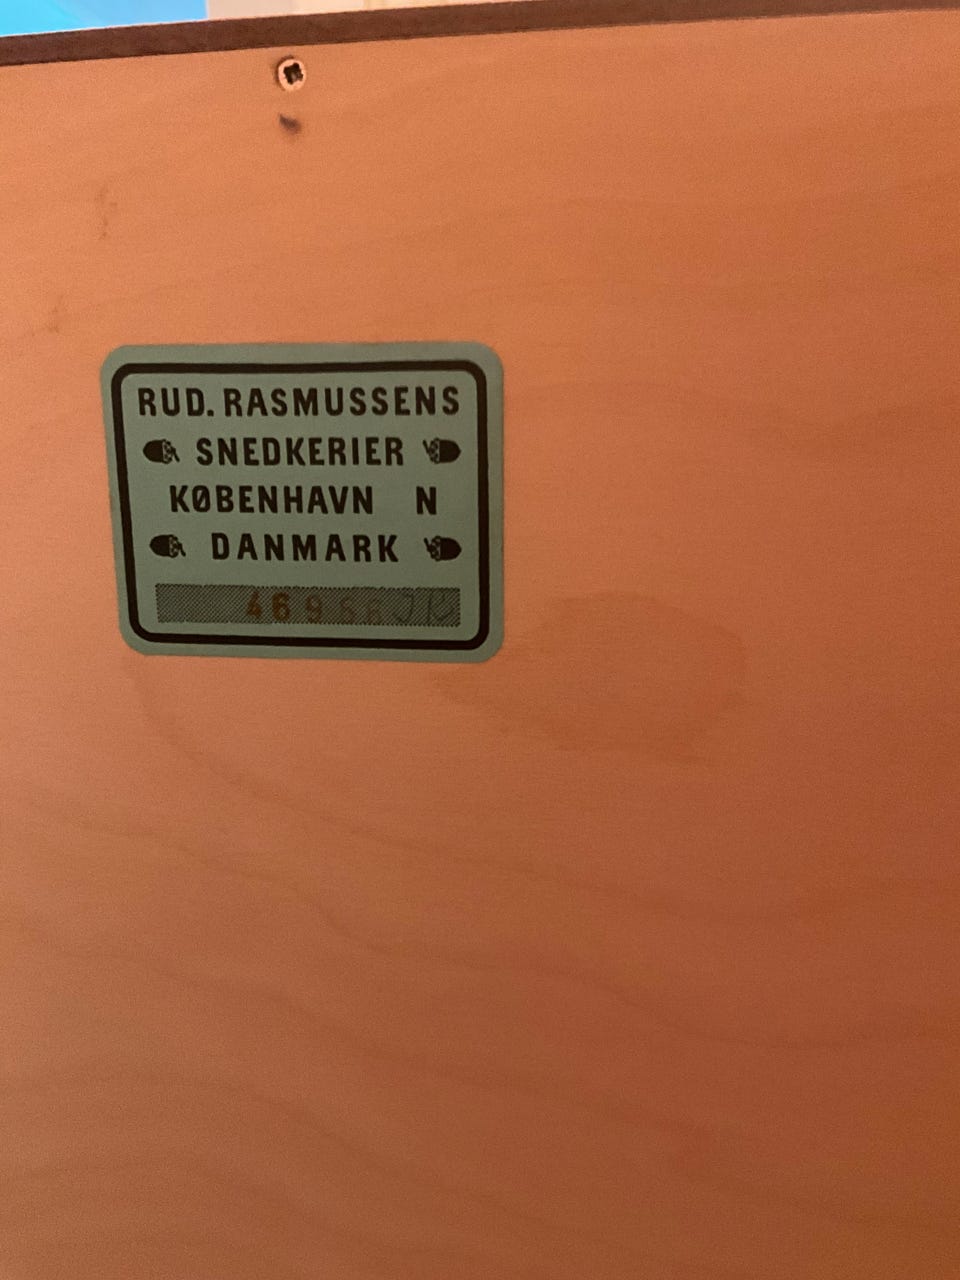 RUD. RASMUSSENS
SNEDKERIER
KØBENHAVN N
DANMARK